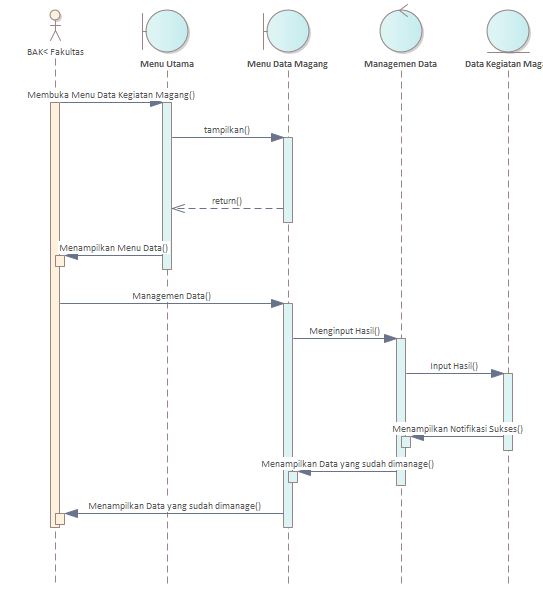 BAK< Fakultas
Menu Utama
Menu Data Magang
Managemen Data
Data Kegiatan
Membuka Menu Data Kegiatan Magang()
tampilkan()
return()
Menampilkan Menu Data()
Managemen Data()
Menginput Hasil()
Input Hasil()
Menampilkan Notifikasi Sukses()
Menampilkan Data yang sudah dimanage()
Menampilkan Data yang sudah dimanage()